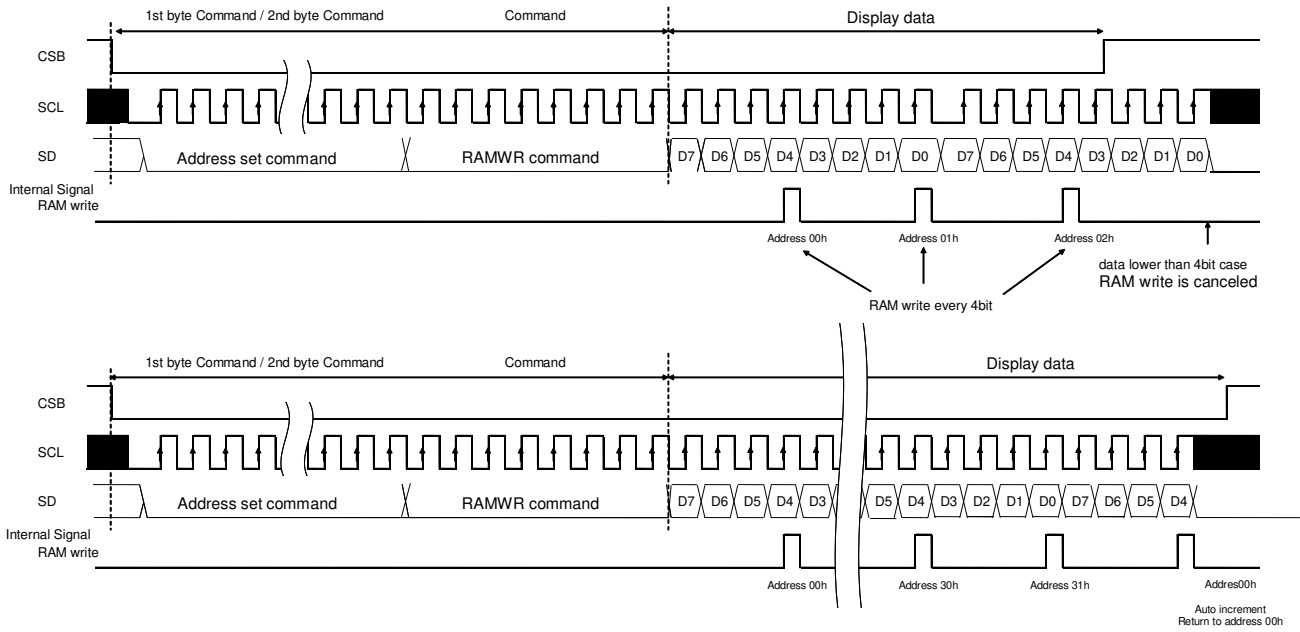 1st byte Command / 2nd byte Command Command Display data
CSB
SCL
SD Address set command RAMWR command D7 D6 D5 D4 D3 D2 D1 D0 D7 D6 D5 D4 D3 D2 D1 D0
Internal Signal
RAM write
Address 00h Address 01h Address 02h
data lower than 4bit case
RAM write is canceled
RAM write every 4bit
1st byte Command / 2nd byte Command Command Display data
CSB
SCL
SD Address set command RAMWR command D7 D6 D5 D4 D3 D5 D4 D3 D2 D1 D0 D7 D6 D5 D4
Internal Signal
RAM write
Address 00h Address 30h Address 31h Addres00h
Auto increment
Return to address 00h